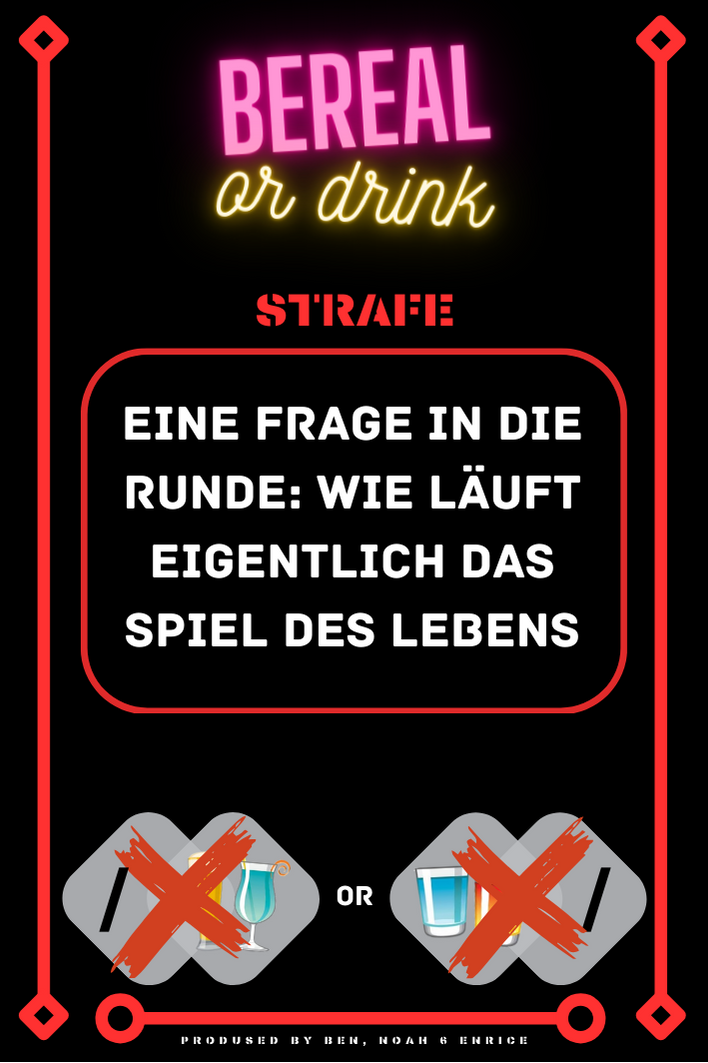 BEREAL
or drink
STRAFE
EINE FRAGE IN DIE
RUNDE: WIE LÄUFT
EIGENTLICH DAS
SPIEL DES LEBENS
/ OR /
PRODUSED BY BEN, NOAH & ENRICE